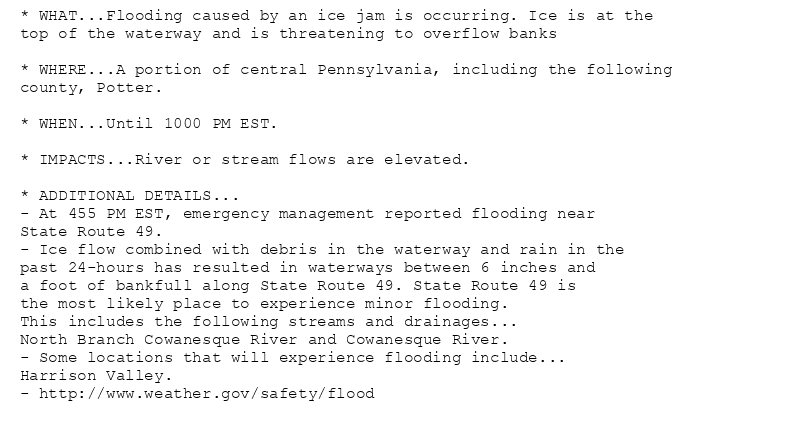 * WHAT...Flooding caused by an ice jam is occurring. Ice is at the
top of the waterway and is threatening to overflow banks
* WHERE...A portion of central Pennsylvania, including the following
county, Potter.
* WHEN...Until 1000 PM EST.
* IMPACTS...River or stream flows are elevated.
* ADDITIONAL DETAILS...
- At 455 PM EST, emergency management reported flooding near
State Route 49.
- Ice flow combined with debris in the waterway and rain in the
past 24-hours has resulted in waterways between 6 inches and
a foot of bankfull along State Route 49. State Route 49 is
the most likely place to experience minor flooding.
This includes the following streams and drainages...
North Branch Cowanesque River and Cowanesque River.
- Some locations that will experience flooding include...
Harrison Valley.
- http://www.weather.gov/safety/flood